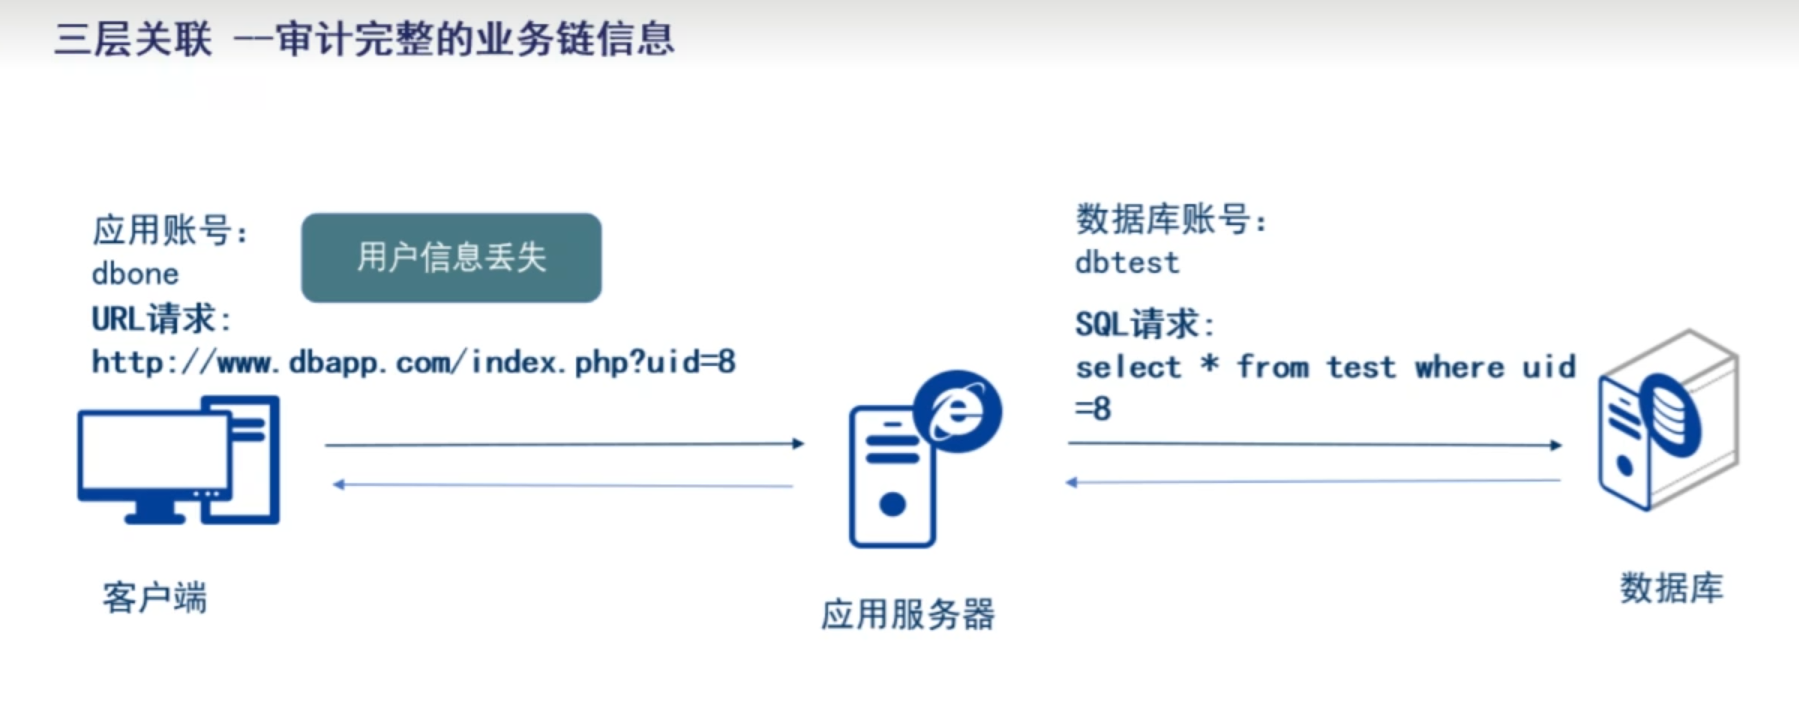 三层关联 --审计完整的业务链信息
应用账号：
dbone
用户信息丢失
URL请求：
http://www.dbapp.com/index.php?uid=8
数据库账号：
dbtest
SQL请求：
select * from test where uid
=8
客户端
应用服务器
数据库